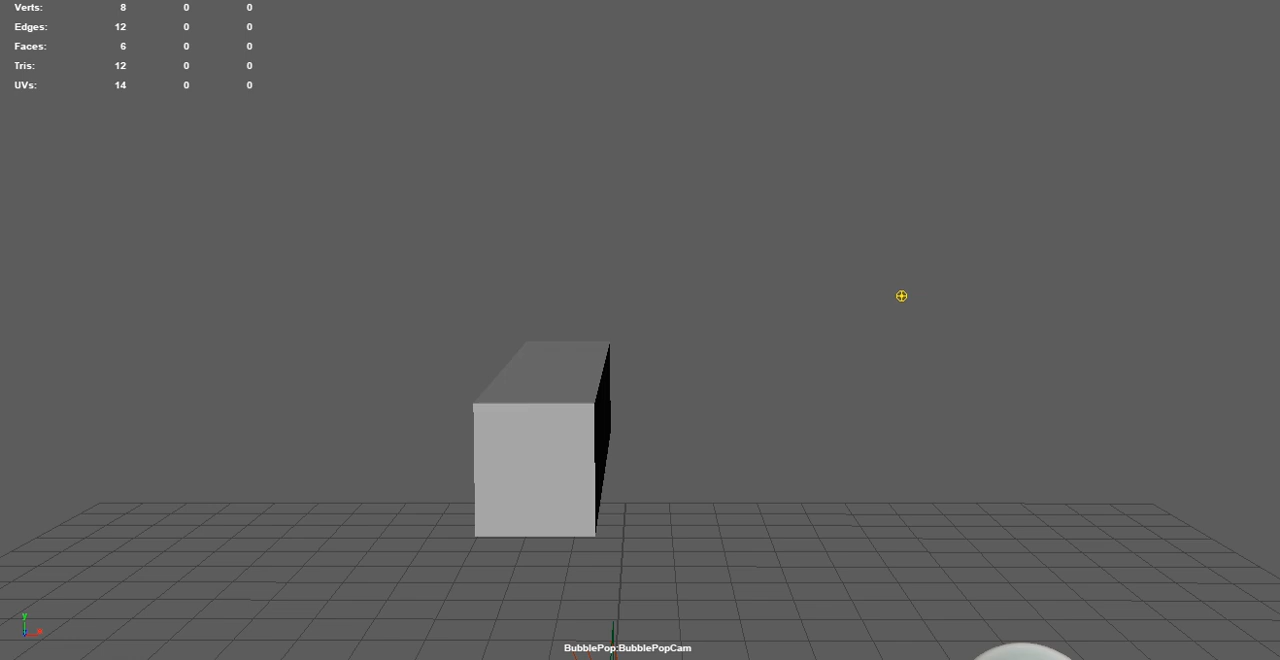 Verts: 8 0 0
Edges: 12 0 0
Faces: 6 0 0
Tris: 12 0 0
UVs: 14 0 0
y
x
BubblePop:BubblePopCam